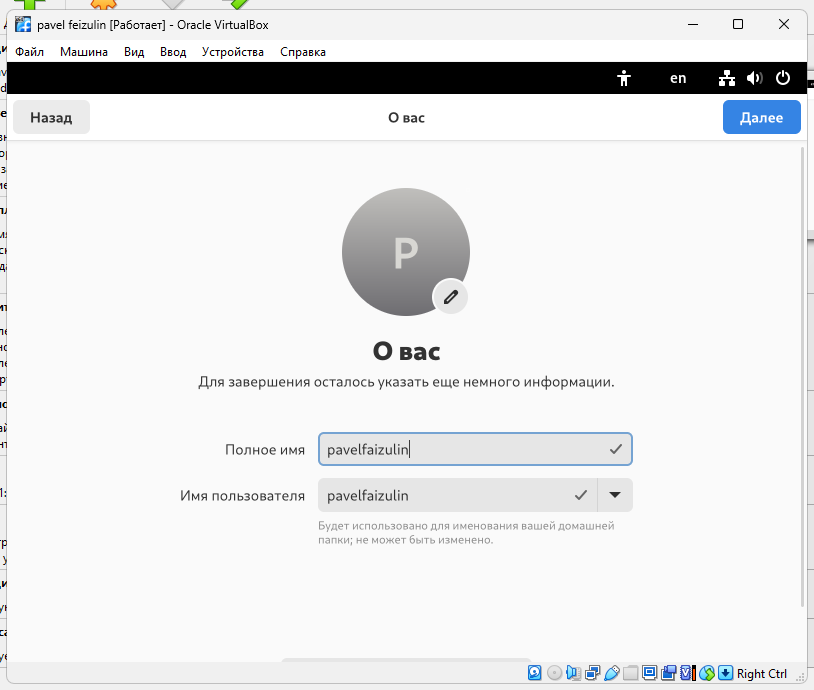 pavel feizulin [Работает] - Oracle VirtualBox
Файл Машина Вид Ввод Устройства Справка
en
Назад О вас Далее
P
О вас
Для завершения осталось указать еще немного информации.
Полное имя pavelfaizulin
Имя пользователя pavelfaizulin
Будет использовано для именования вашей домашней
папки; не может быть изменено.
Right Ctrl